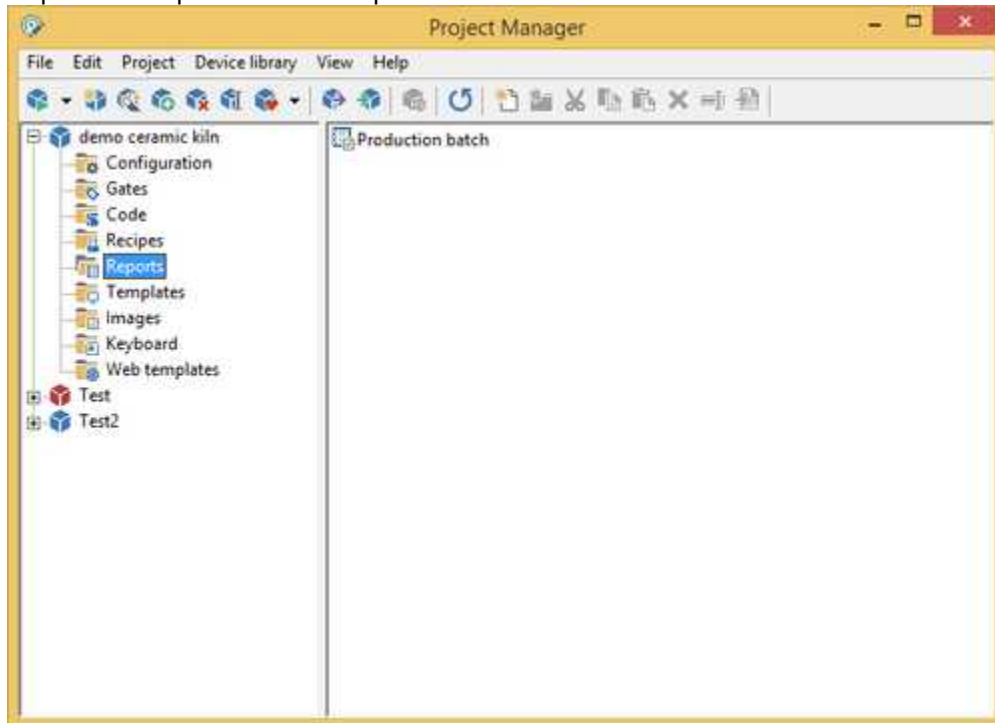 Project Manager
File Edit Project Device library View Help
demo ceramic kiln
Production batch
Configuration
Gates
Code
Recipes
Reports
Templates
Images
Keyboard
Web templates
Test
Test2